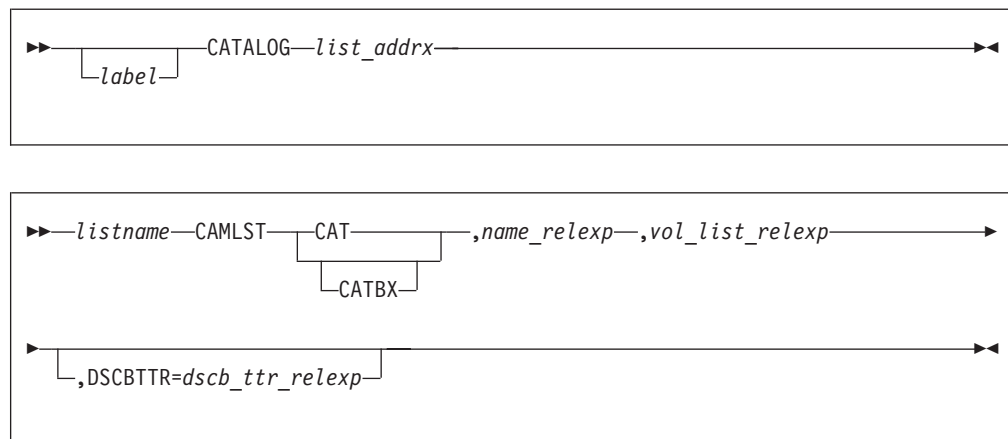 CATALOG list_addrx
label
listname CAMLST CAT ,name_relexp ,vol_list_relexp
CATBX
,DSCBTTR=dscb_ttr_relexp